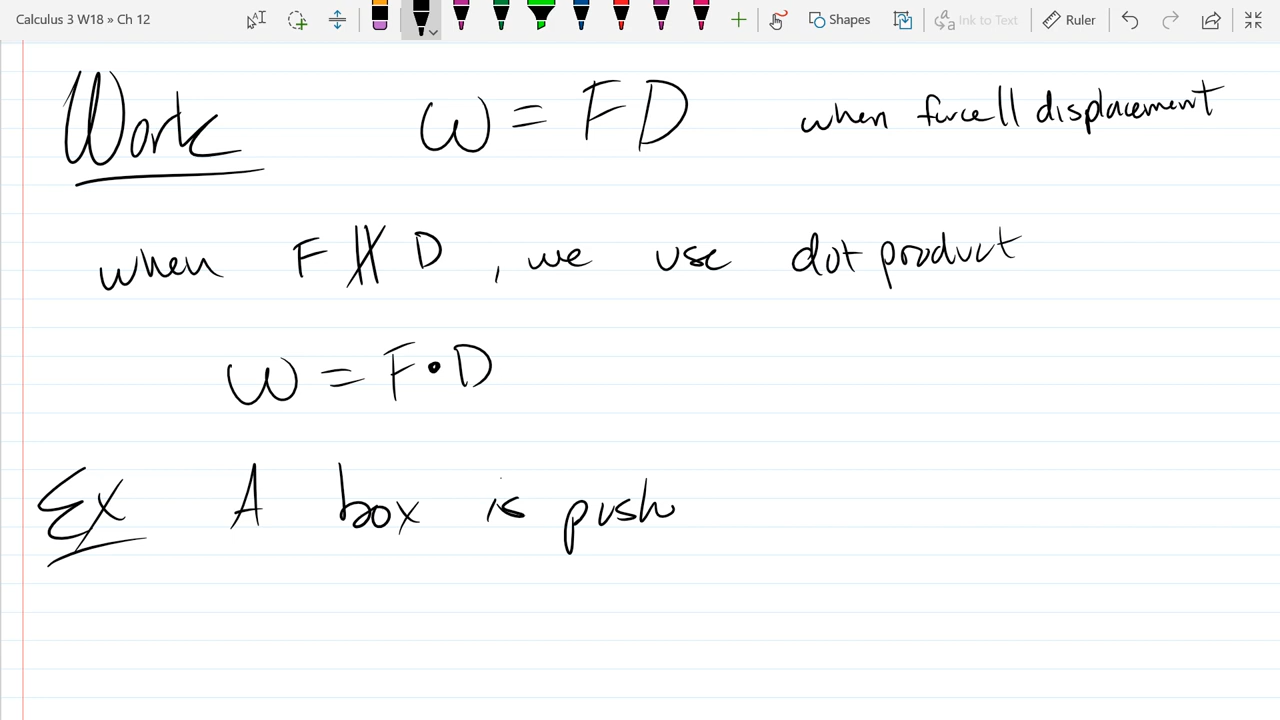 Calculus 3 W18 » Ch 12
Ink to Text
Shapes
Ruler
Work W = FD when force || displacement
when F ∦ D, we use dot product
W = F • D
Ex A box is push